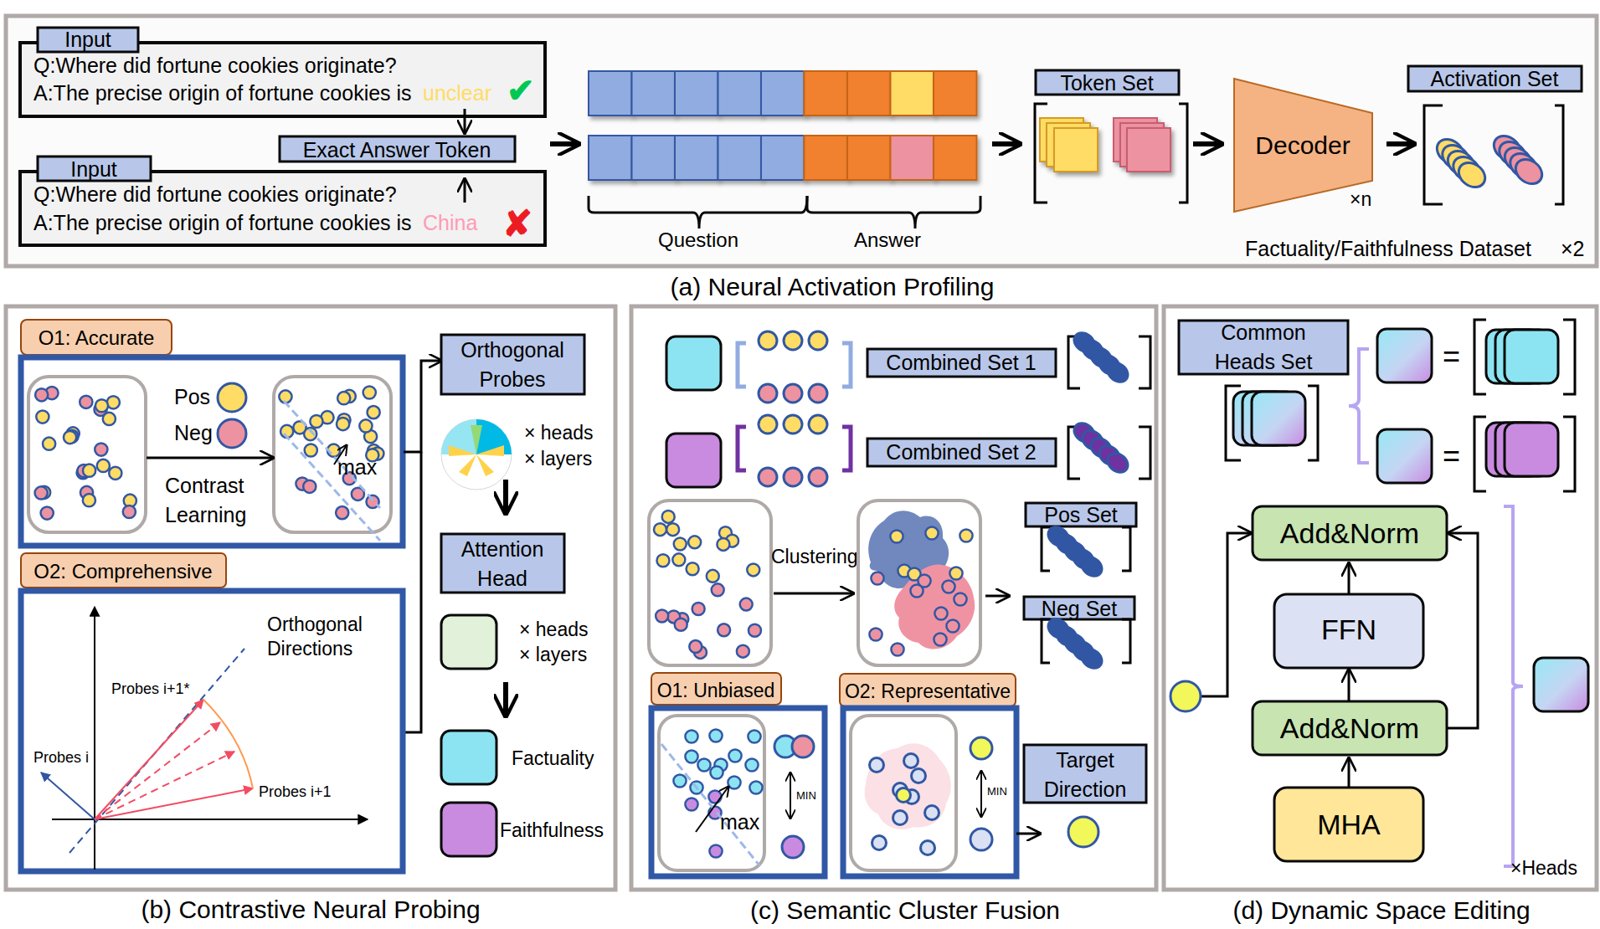 Input
Q:Where did fortune cookies originate?
A:The precise origin of fortune cookies is unclear
Exact Answer Token
Input
Q:Where did fortune cookies originate?
A:The precise origin of fortune cookies is China
Question
Answer
Token Set
Decoder
×n
Activation Set
Factuality/Faithfulness Dataset ×2
(a) Neural Activation Profiling
O1: Accurate
Pos
Neg
Contrast
Learning
max
O2: Comprehensive
Orthogonal
Directions
Probes i+1*
Probes i
Probes i+1
Orthogonal
Probes
× heads
× layers
Attention
Head
× heads
× layers
Factuality
Faithfulness
(b) Contrastive Neural Probing
Combined Set 1
Combined Set 2
Clustering
Pos Set
Neg Set
O1: Unbiased
max
MIN
O2: Representative
MIN
Target
Direction
(c) Semantic Cluster Fusion
Common
Heads Set
=
=
Add&Norm
FFN
Add&Norm
MHA
×Heads
(d) Dynamic Space Editing